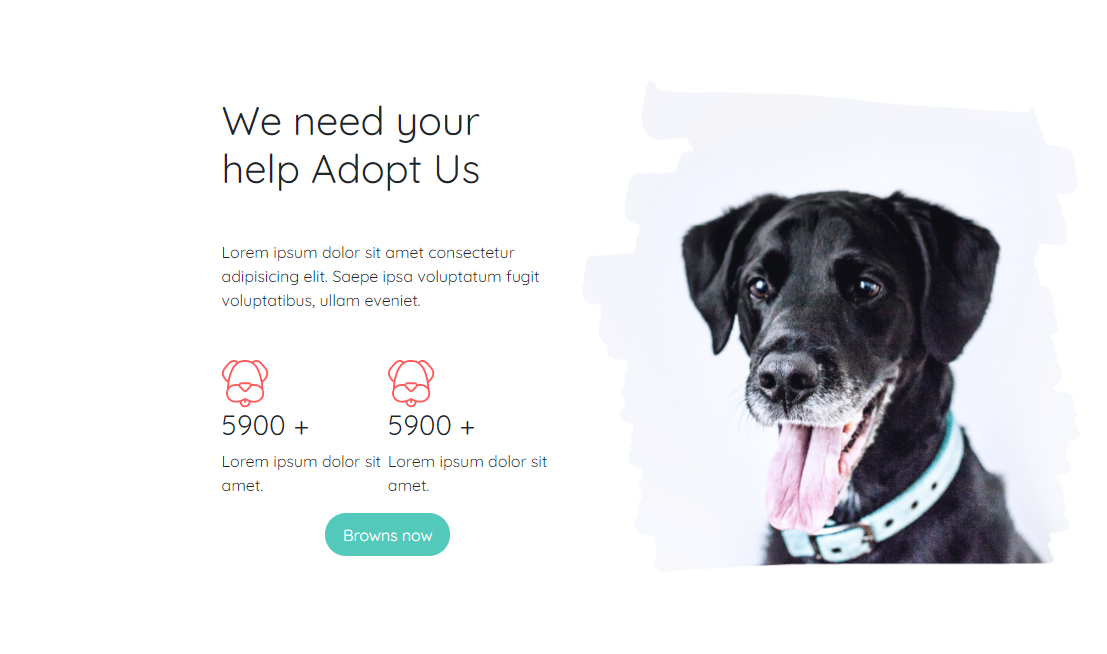 We need your
help Adopt Us
Lorem ipsum dolor sit amet consectetur
adipisicing elit. Saepe ipsa voluptatum fugit
voluptatibus, ullam eveniet.
5900 +
Lorem ipsum dolor sit
amet.
5900 +
Lorem ipsum dolor sit
amet.
Browns now